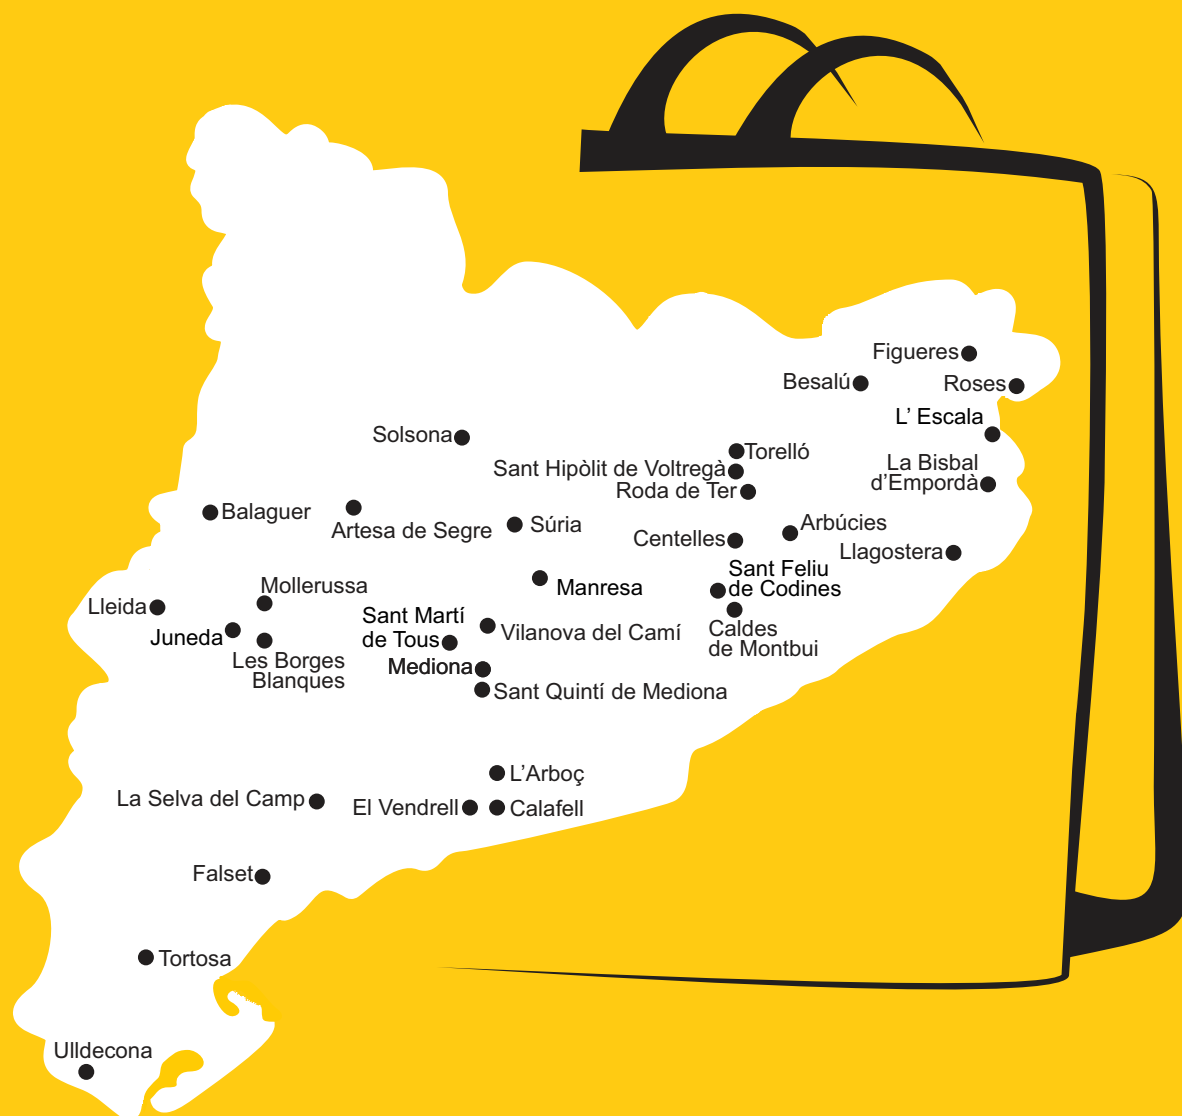 Figueres
Besalú
Roses
L' Escala
Solsona
Torelló
Sant Hipòlit de Voltregà
La Bisbal
d'Empordà
Roda de Ter
Balaguer
Artesa de Segre
Súria
Arbúcies
Centelles
Llagostera
Sant Feliu
de Codines
Mollerussa
Manresa
Lleida
Sant Martí
de Tous
Juneda
Vilanova del Camí
Caldes
de Montbui
Les Borges
Blanques
Mediona
Sant Quintí de Mediona
L'Arboç
La Selva del Camp
El Vendrell
Calafell
Falset
Tortosa
Ulldecona